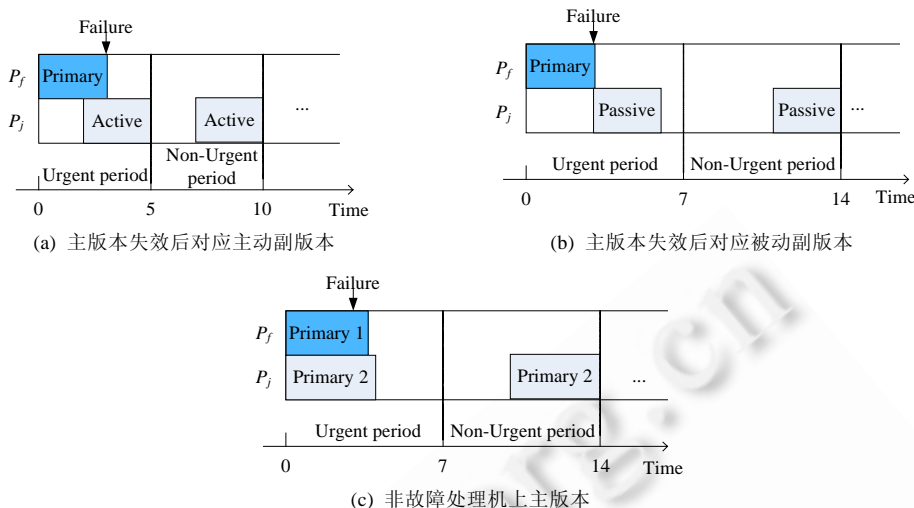 Failure
P_f Primary
P_j Active Active ...
Urgent period Non-Urgent period
0 5 10 Time
(a) 主版本失效后对应主动副版本
Failure
P_f Primary
P_j Passive Passive ...
Urgent period Non-Urgent period
0 7 14 Time
(b) 主版本失效后对应被动副版本
Failure
P_f Primary 1
P_j Primary 2 Primary 2 ...
Urgent period Non-Urgent period
0 7 14 Time
(c) 非故障处理机上主版本
org.cn